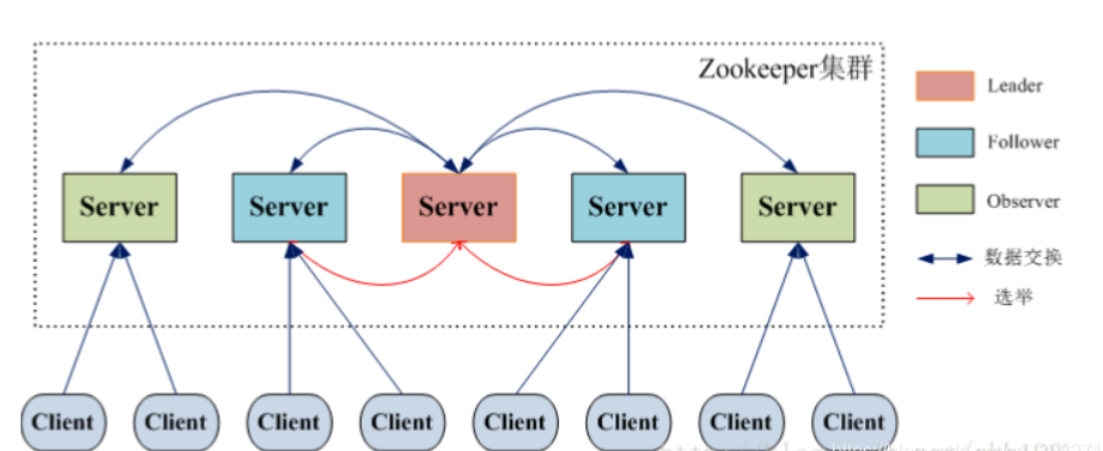 Zookeeper集群
Leader
Follower
Observer
数据交换
选举
Server
Server
Server
Server
Server
Client
Client
Client
Client
Client
Client
Client
Client